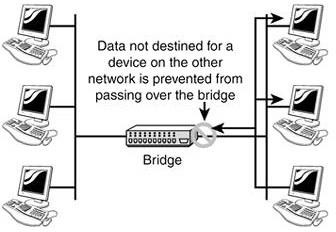 Data not destined for a
device on the other
network is prevented from
passing over the bridge
Bridge